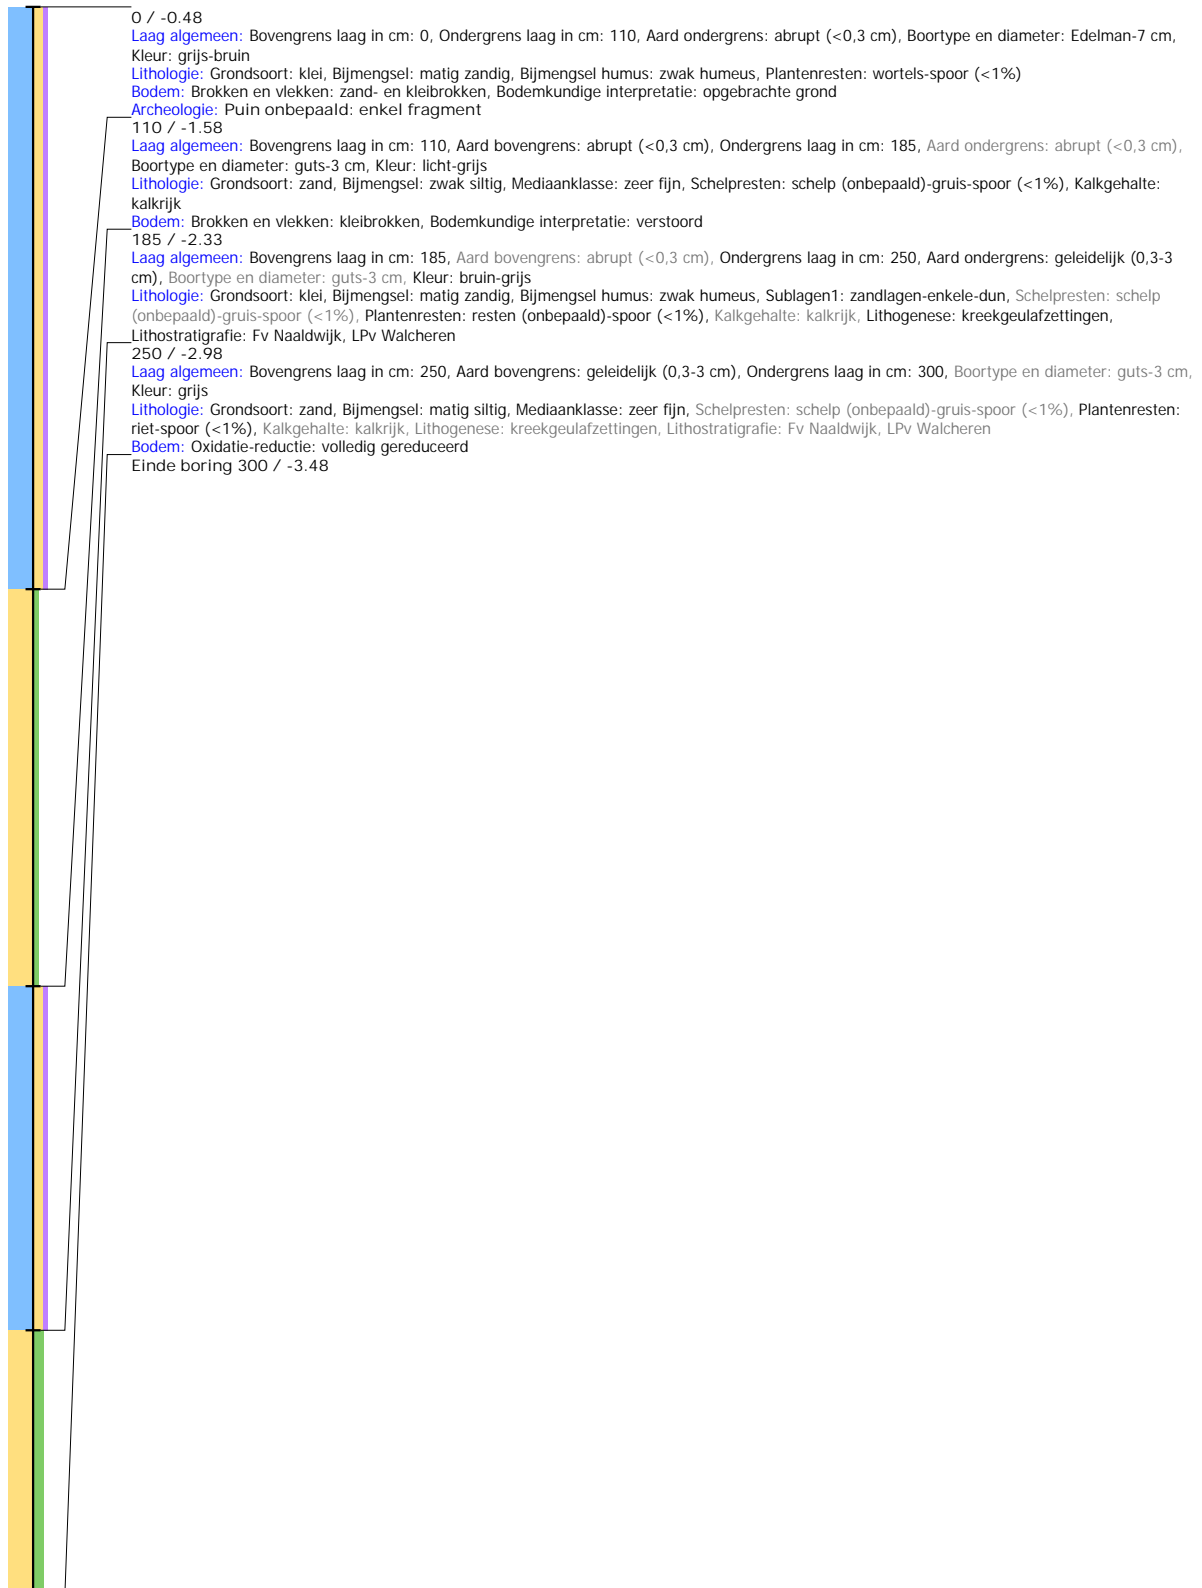 0 / -0.48
Laag algemeen: Bovengrens laag in cm: 0, Ondergrens laag in cm: 110, Aard ondergrens: abrupt (<0,3 cm), Boortype en diameter: Edelman-7 cm,
Kleur: grijs-bruin
Lithologie: Grondsoort: klei, Bijmengsel: matig zandig, Bijmengsel humus: zwak humeus, Plantenresten: wortels-spoor (<1%)
Bodem: Brokken en vlekken: zand- en kleibrokken, Bodemkundige interpretatie: opgebrachte grond
Archeologie: Puin onbepaald: enkel fragment
110 / -1.58
Laag algemeen: Bovengrens laag in cm: 110, Aard bovengrens: abrupt (<0,3 cm), Ondergrens laag in cm: 185, Aard ondergrens: abrupt (<0,3 cm),
Boortype en diameter: guts-3 cm, Kleur: licht-grijs
Lithologie: Grondsoort: zand, Bijmengsel: zwak siltig, Mediaanklasse: zeer fijn, Schelpresten: schelp (onbepaald)-gruis-spoor (<1%), Kalkgehalte:
kalkrijk
Bodem: Brokken en vlekken: kleibrokken, Bodemkundige interpretatie: verstoord
185 / -2.33
Laag algemeen: Bovengrens laag in cm: 185, Aard bovengrens: abrupt (<0,3 cm), Ondergrens laag in cm: 250, Aard ondergrens: geleidelijk (0,3-3
cm), Boortype en diameter: guts-3 cm, Kleur: bruin-grijs
Lithologie: Grondsoort: klei, Bijmengsel: matig zandig, Bijmengsel humus: zwak humeus, Sublagen1: zandlagen-enkele-dun, Schelpresten: schelp
(onbepaald)-gruis-spoor (<1%), Plantenresten: resten (onbepaald)-spoor (<1%), Kalkgehalte: kalkrijk, Lithogenese: kreekgeulafzettingen,
Lithostratigrafie: Fv Naaldwijk, LPv Walcheren
250 / -2.98
Laag algemeen: Bovengrens laag in cm: 250, Aard bovengrens: geleidelijk (0,3-3 cm), Ondergrens laag in cm: 300, Boortype en diameter: guts-3 cm,
Kleur: grijs
Lithologie: Grondsoort: zand, Bijmengsel: matig siltig, Mediaanklasse: zeer fijn, Schelpresten: schelp (onbepaald)-gruis-spoor (<1%), Plantenresten:
riet-spoor (<1%), Kalkgehalte: kalkrijk, Lithogenese: kreekgeulafzettingen, Lithostratigrafie: Fv Naaldwijk, LPv Walcheren
Bodem: Oxidatie-reductie: volledig gereduceerd
Einde boring 300 / -3.48